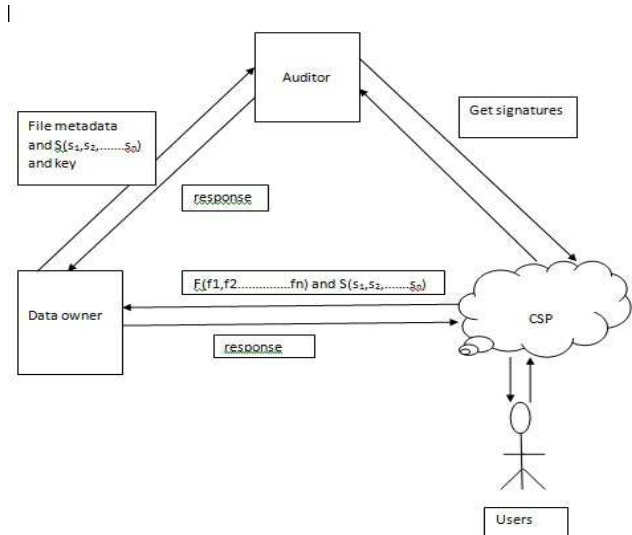 Auditor
File metadata
and S(s₁,s₂,.......sₙ)
and key
Get signatures
response
F(f1,f2...............fn) and S(s₁,s₂,.......sₙ)
Data owner
CSP
response
Users